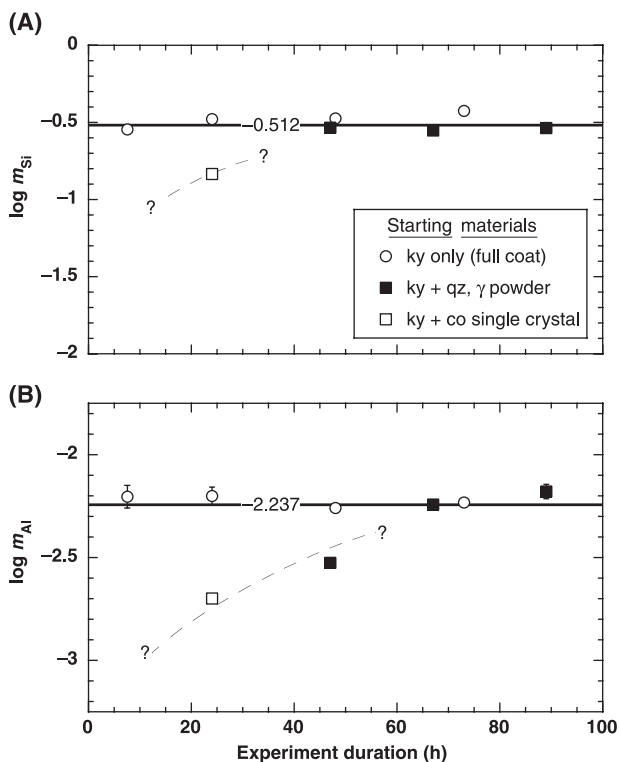 (A)
0
−0.5
−1
−1.5
−2
log mSi
−0.512
?
?
Starting materials
ky only (full coat)
ky + qz, γ powder
ky + co single crystal
(B)
−2
−2.5
−3
log mAl
−2.237
?
?
0 20 40 60 80 100
Experiment duration (h)